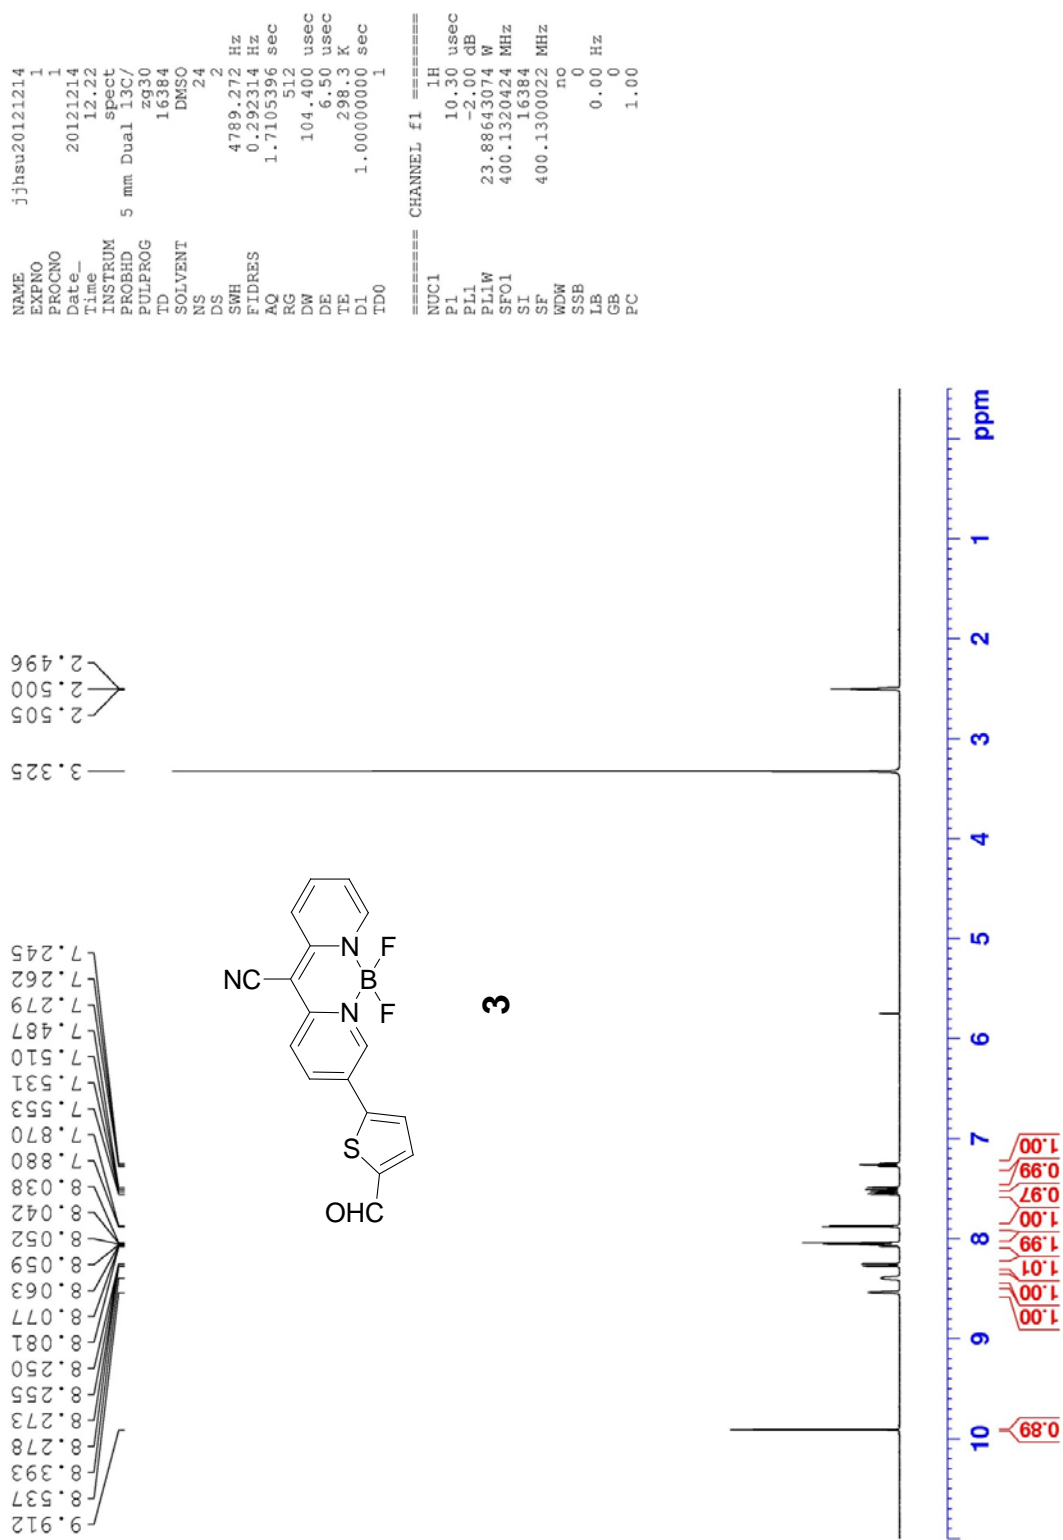 NAME jjhsu20121214
EXPNO 1
PROCNO 1
Date_ 20121214
Time 12.22
INSTRUM spect
PROBHD 5 mm Dual 13C/
PULPROG zg30
TD 16384
SOLVENT DMSO
NS 24
DS 2
SWH 4789.272 Hz
FIDRES 0.292314 Hz
AQ 1.7105396 sec
RG 512
DW 104.400 usec
DE 6.50 usec
TE 298.3 K
D1 1.00000000 sec
TD0 1
======== CHANNEL f1 ========
NUC1 1H
P1 10.30 usec
PL1 -2.00 dB
PL1W 23.88643074 W
SFO1 400.1320424 MHz
SI 16384
SF 400.1300022 MHz
WDW no
SSB 0
LB 0.00 Hz
GB 0
PC 1.00
9.912
8.537
8.393
8.278
8.273
8.255
8.250
8.081
8.077
8.063
8.059
8.052
8.042
8.038
7.880
7.870
7.553
7.531
7.510
7.487
7.279
7.262
7.245
3.325
2.505
2.500
2.496
NC
N
B
F
N
F
S
OHC
3
10 9 8 7 6 5 4 3 2 1 ppm
0.89
1.00
1.00
1.01
1.99
1.00
0.97
0.99
1.00